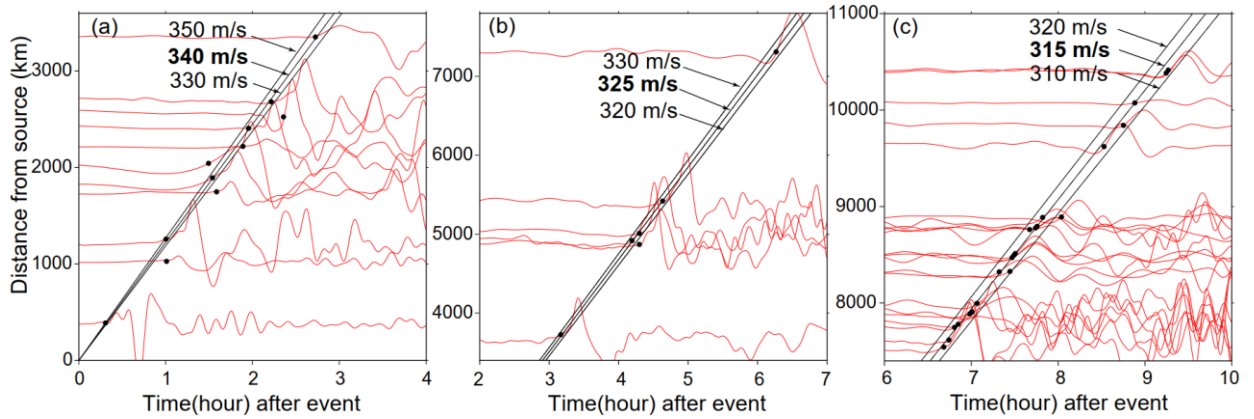 (a)
350 m/s
340 m/s
330 m/s
Distance from source (km)
3000
2000
1000
0
0 1 2 3 4
Time(hour) after event
(b)
330 m/s
325 m/s
320 m/s
7000
6000
5000
4000
2 3 4 5 6 7
Time(hour) after event
(c)
320 m/s
315 m/s
310 m/s
11000
10000
9000
8000
6 7 8 9 10
Time(hour) after event